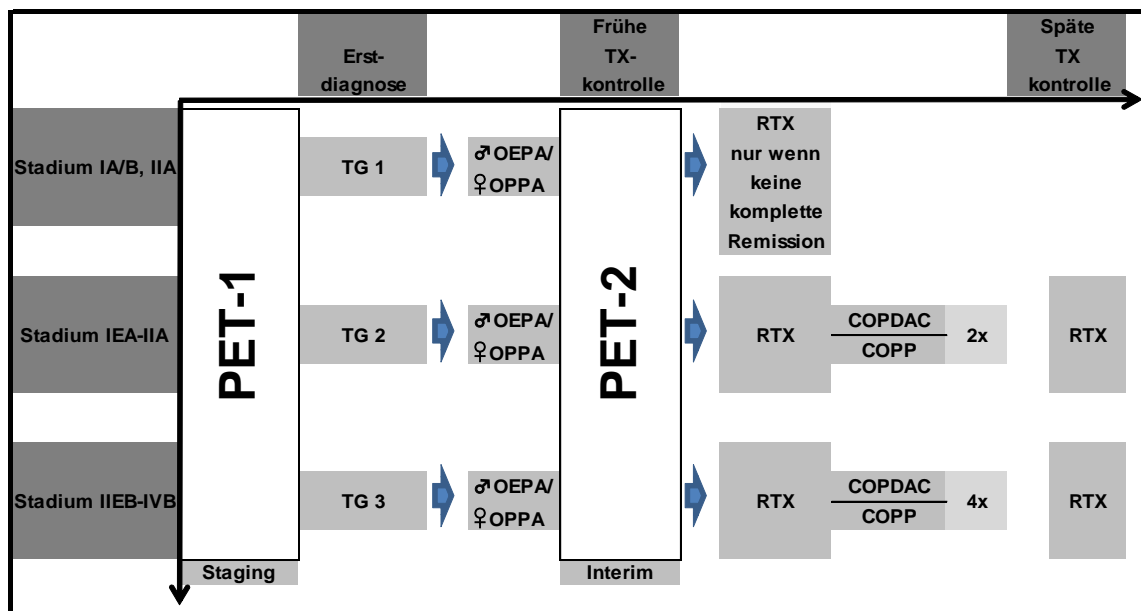 Erst-
diagnose
Frühe
TX-
kontrolle
Späte
TX
kontrolle
Stadium IA/B, IIA
PET-1
TG 1
♂OEPA/
♀OPPA
PET-2
RTX
nur wenn
keine
komplette
Remission
Stadium IEA-IIA
TG 2
♂OEPA/
♀OPPA
RTX
COPDAC
COPP
2x
RTX
Stadium IIEB-IVB
TG 3
♂OEPA/
♀OPPA
RTX
COPDAC
COPP
4x
RTX
Staging
Interim